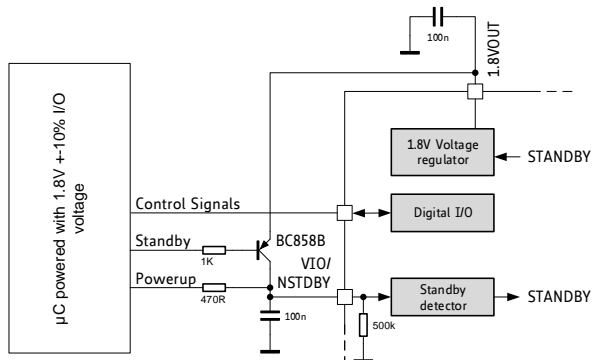 100n
1.8VOUT
µC powered with 1.8V +-10% I/O
voltage
1.8V Voltage
regulator
STANDBY
Control Signals
Digital I/O
Standby
1K
BC858B
VIO/
NSTDBY
Powerup
470R
Standby
detector
STANDBY
100n
500k